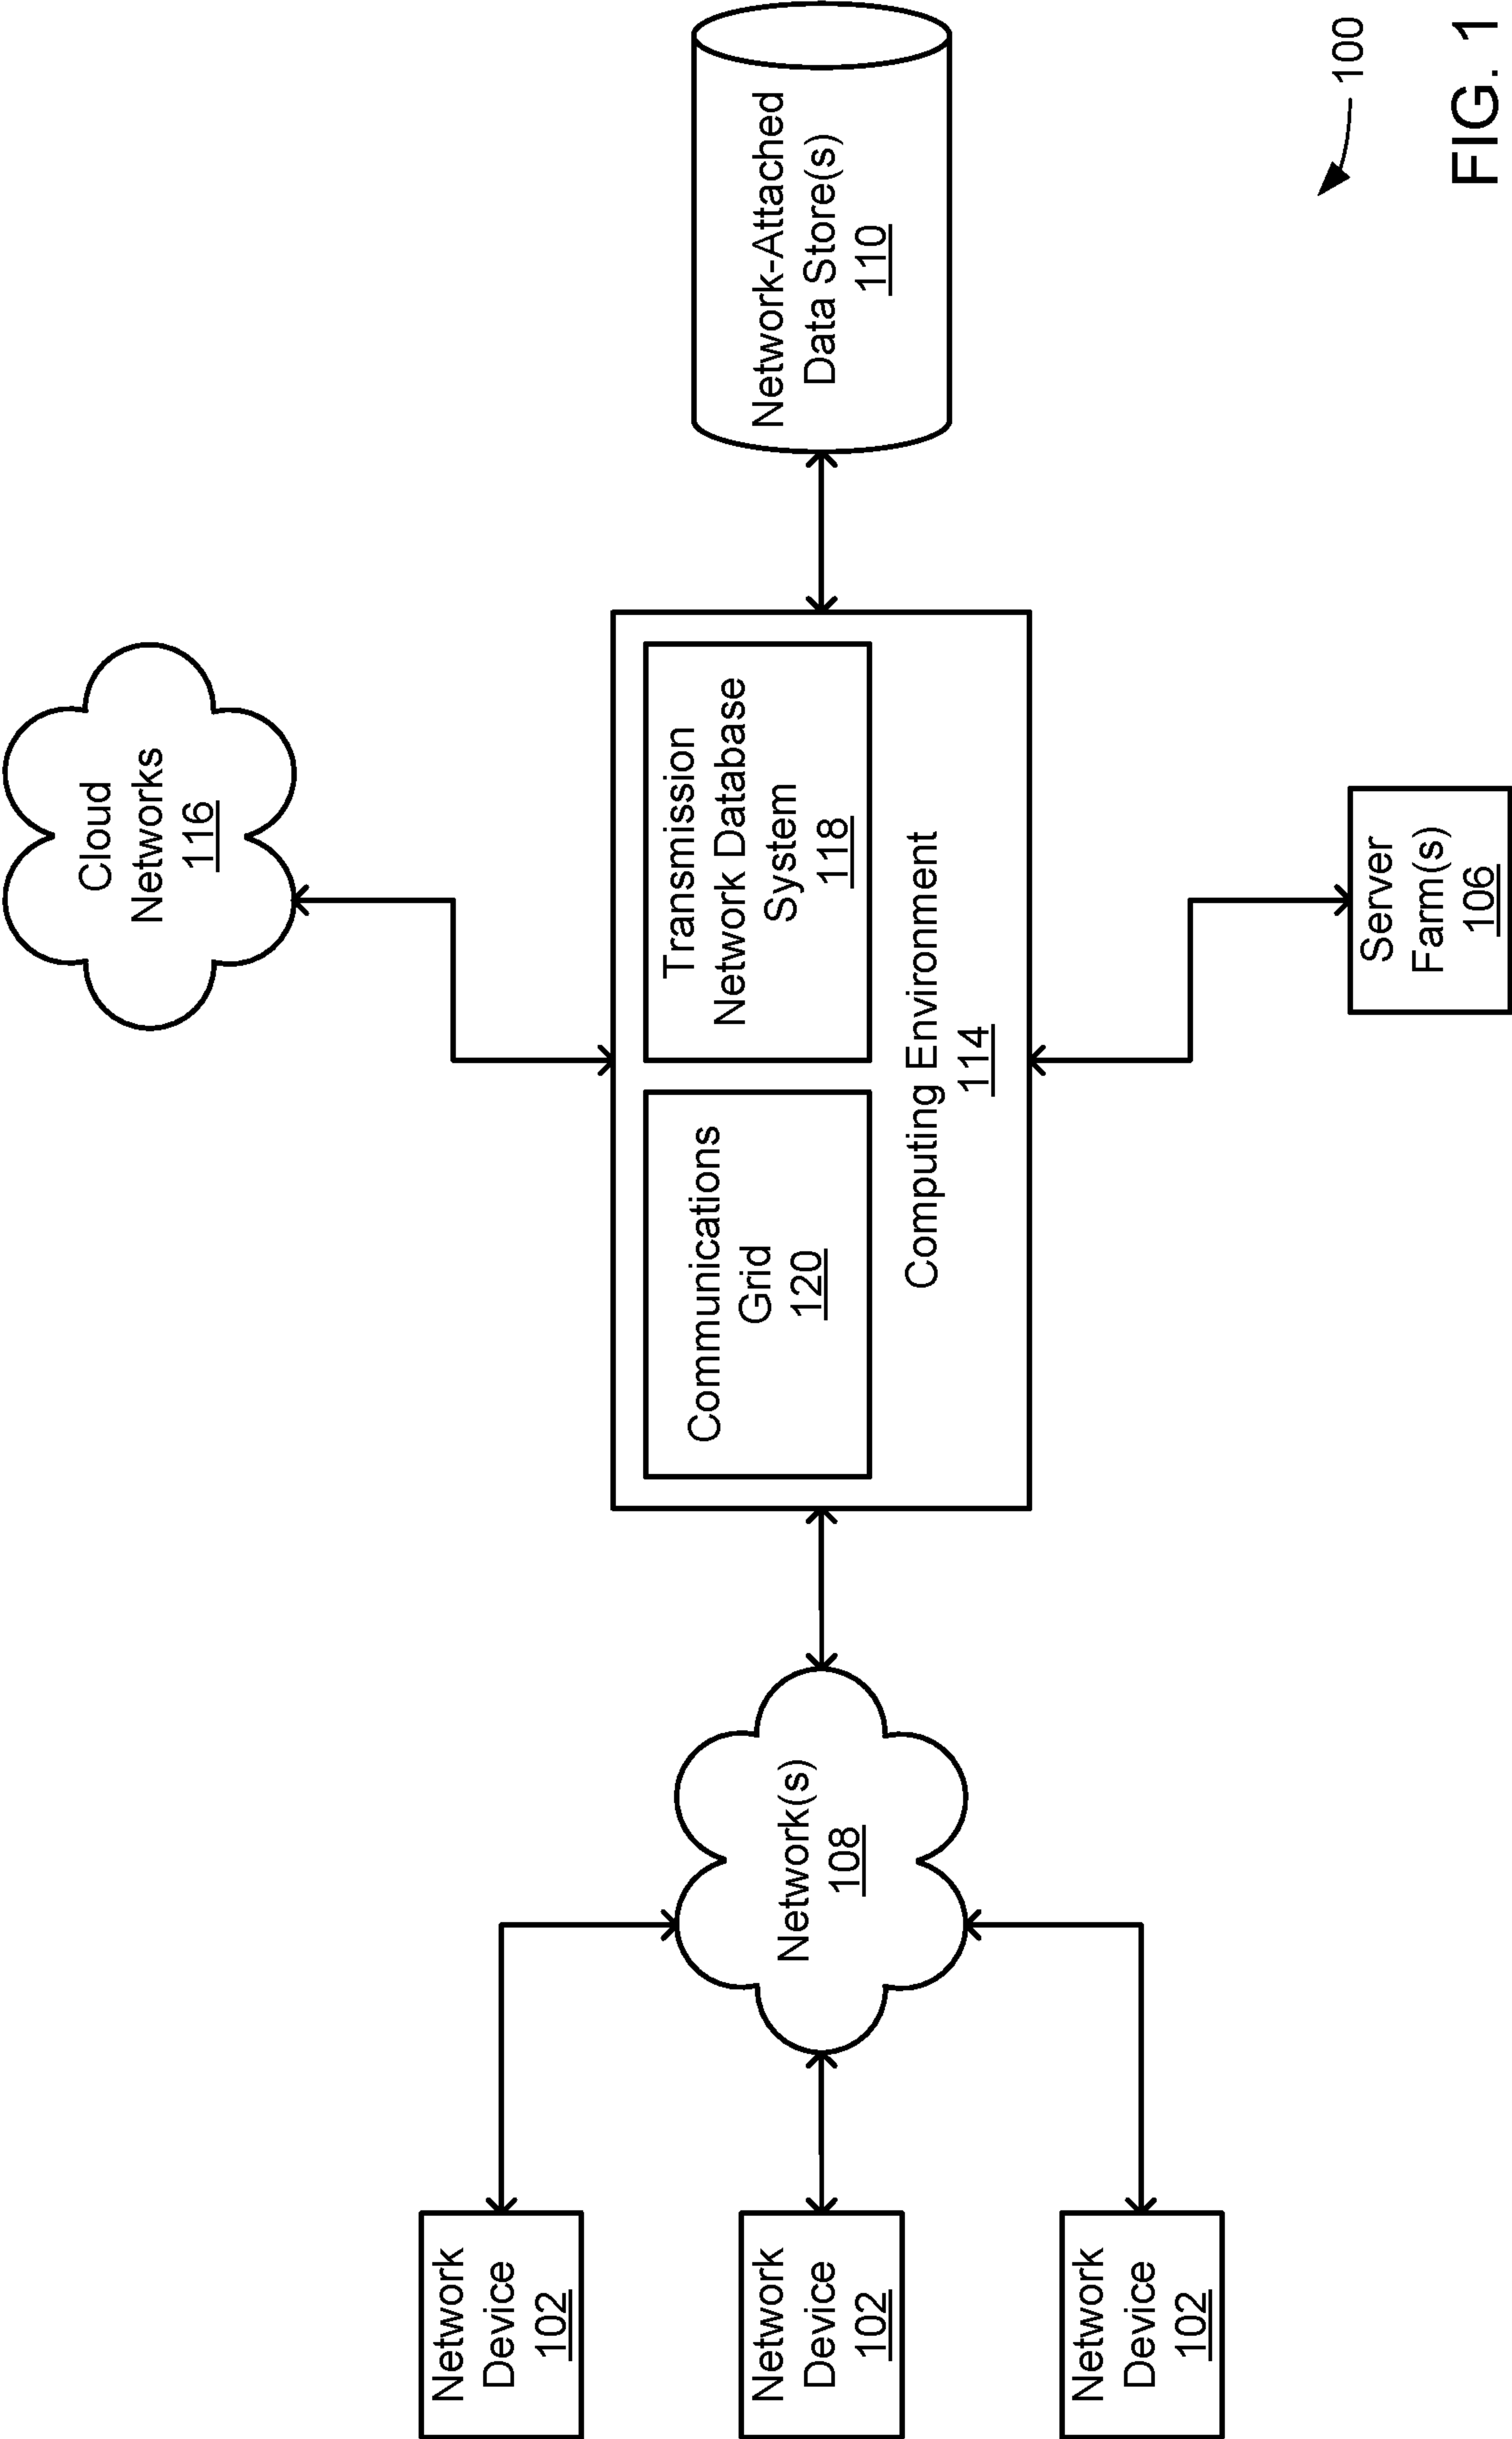 Cloud
Networks
116
Network
Device
102
Network
Device
102
Network
Device
102
Network(s)
108
Communications
Grid
120
Transmission
Network Database
System
118
Computing Environment
114
Network-Attached
Data Store(s)
110
Server
Farm(s)
106
100
FIG. 1